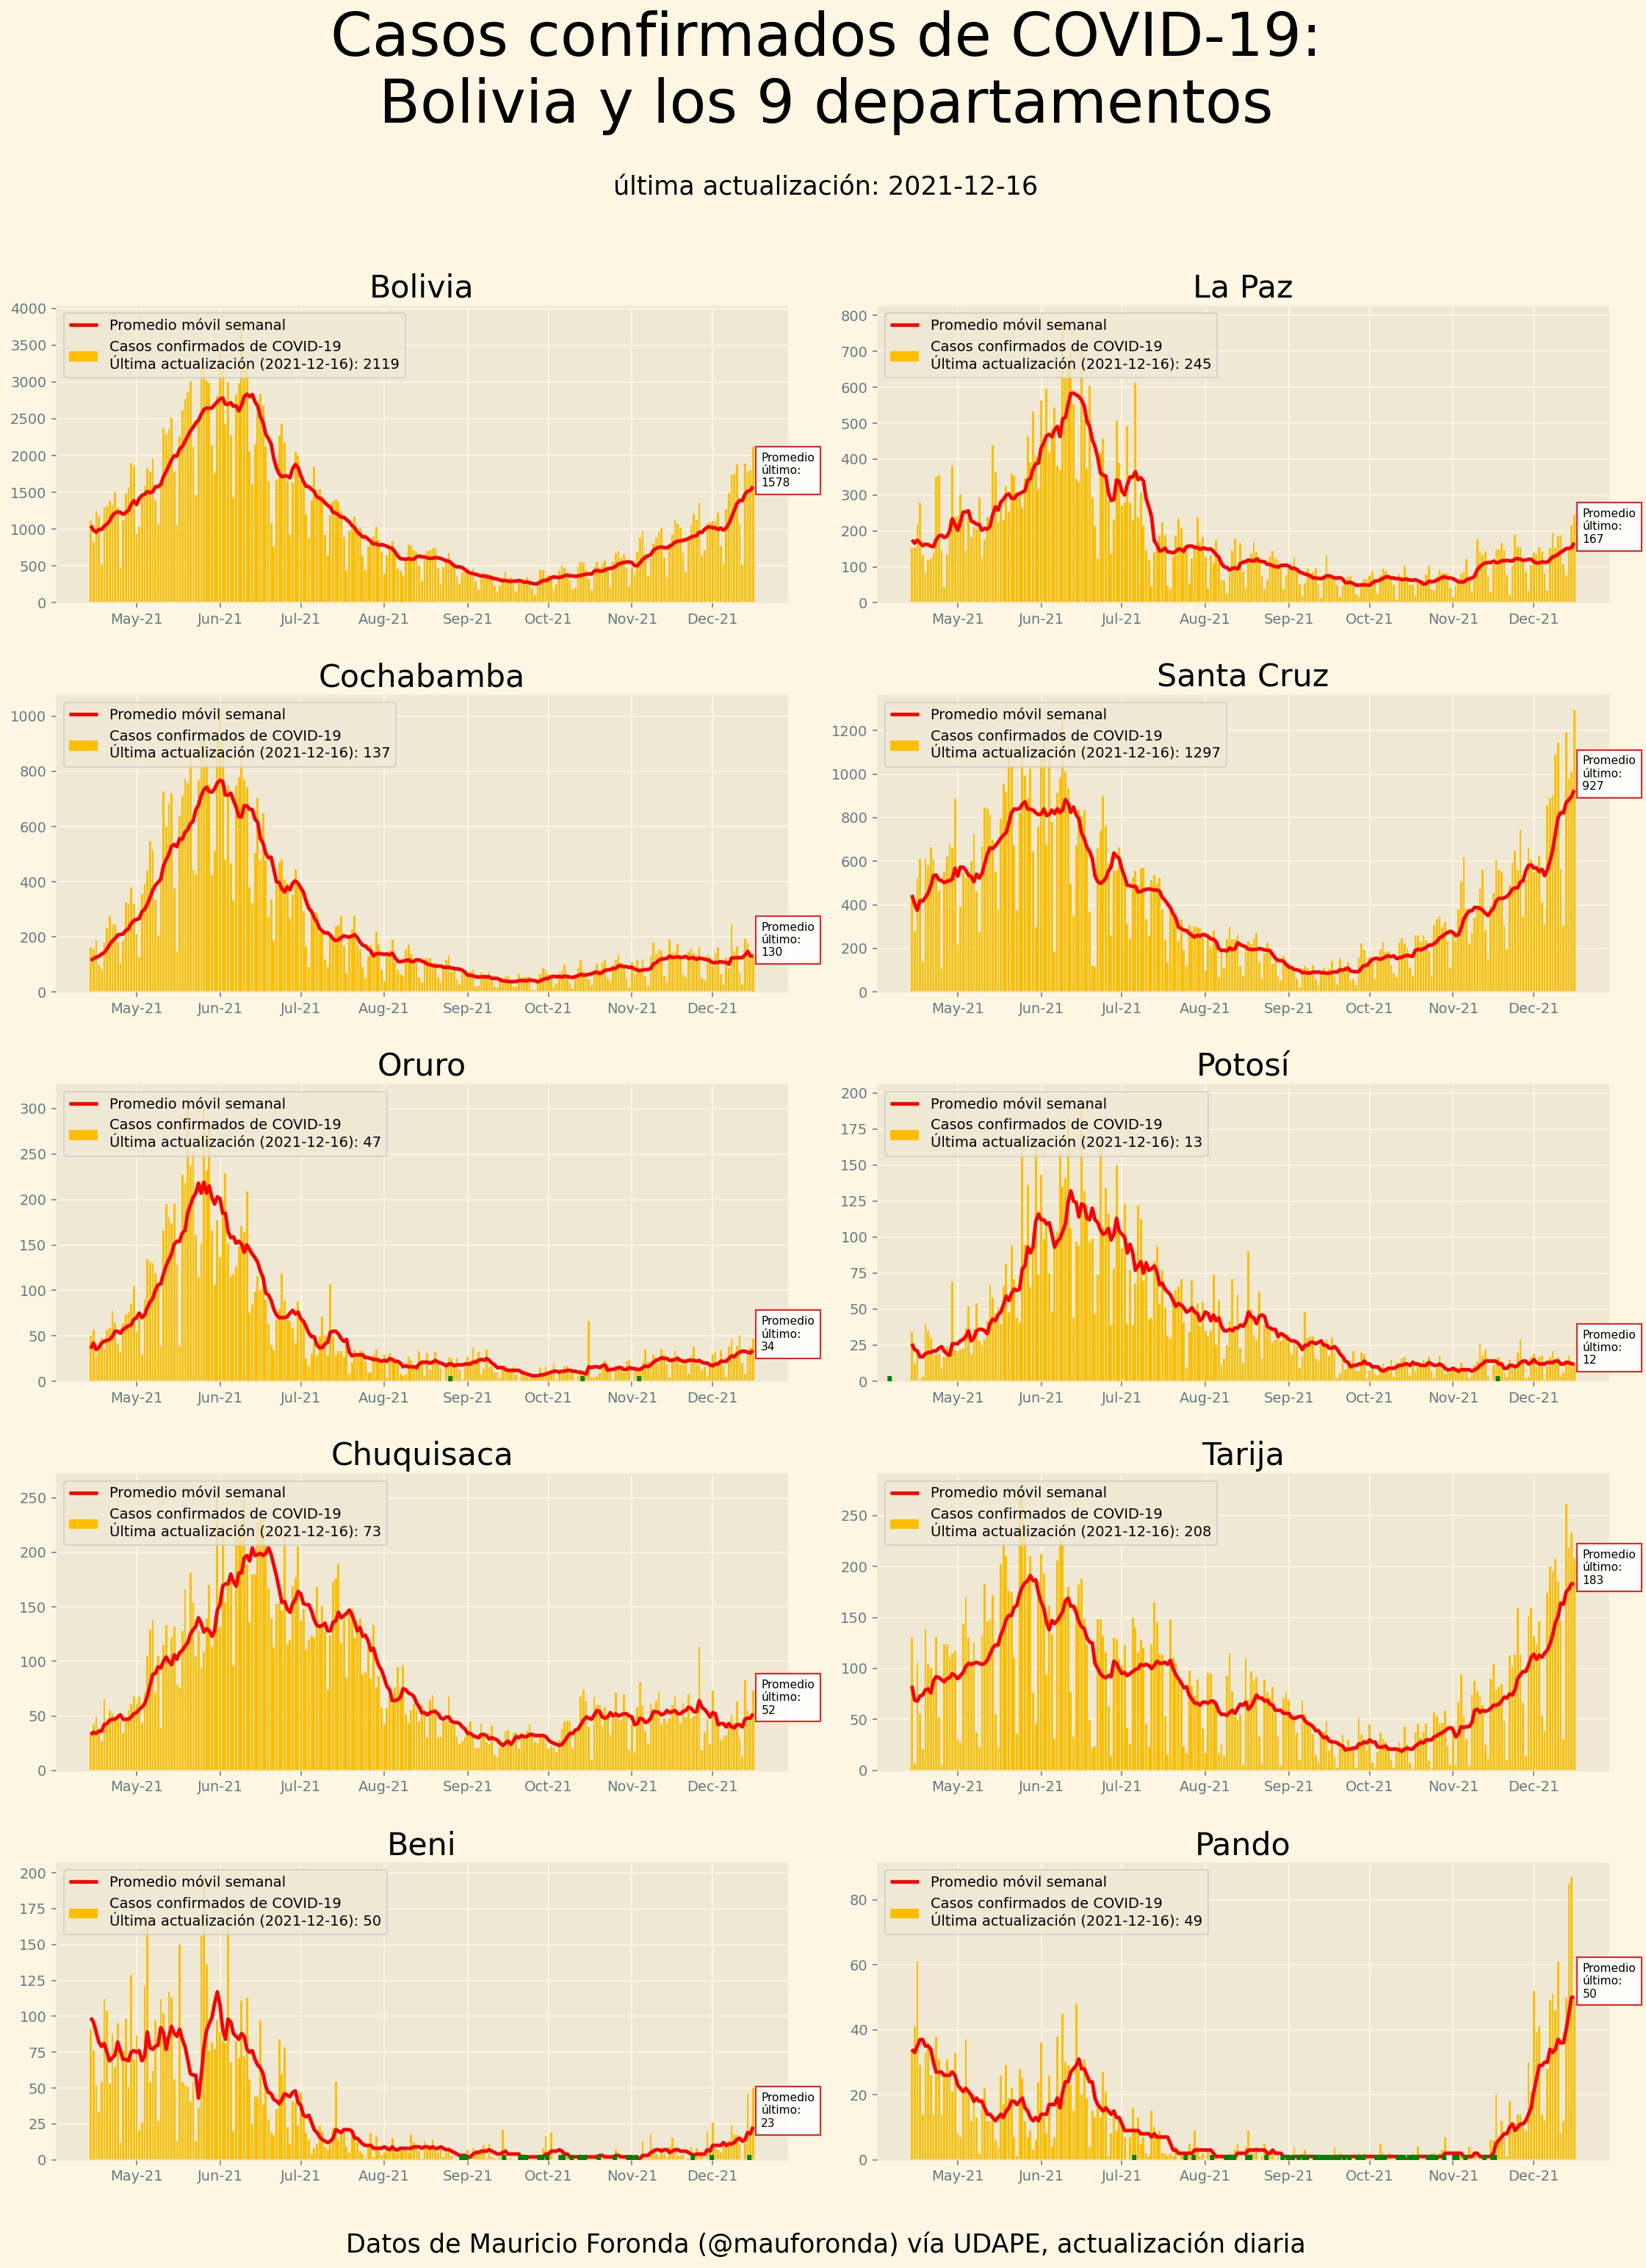 Casos confirmados de COVID-19:
Bolivia y los 9 departamentos
última actualización: 2021-12-16
Bolivia
4000
3500
3000
2500
2000
1500
1000
500
0
Promedio móvil semanal
Casos confirmados de COVID-19
Última actualización (2021-12-16): 2119
Promedio
último:
1578
May-21 Jun-21 Jul-21 Aug-21 Sep-21 Oct-21 Nov-21 Dec-21
La Paz
800
700
600
500
400
300
200
100
0
Promedio móvil semanal
Casos confirmados de COVID-19
Última actualización (2021-12-16): 245
Promedio
último:
167
May-21 Jun-21 Jul-21 Aug-21 Sep-21 Oct-21 Nov-21 Dec-21
Cochabamba
1000
800
600
400
200
0
Promedio móvil semanal
Casos confirmados de COVID-19
Última actualización (2021-12-16): 137
Promedio
último:
130
May-21 Jun-21 Jul-21 Aug-21 Sep-21 Oct-21 Nov-21 Dec-21
Santa Cruz
1200
1000
800
600
400
200
0
Promedio móvil semanal
Casos confirmados de COVID-19
Última actualización (2021-12-16): 1297
Promedio
último:
927
May-21 Jun-21 Jul-21 Aug-21 Sep-21 Oct-21 Nov-21 Dec-21
Oruro
300
250
200
150
100
50
0
Promedio móvil semanal
Casos confirmados de COVID-19
Última actualización (2021-12-16): 47
Promedio
último:
34
May-21 Jun-21 Jul-21 Aug-21 Sep-21 Oct-21 Nov-21 Dec-21
Potosí
200
175
150
125
100
75
50
25
0
Promedio móvil semanal
Casos confirmados de COVID-19
Última actualización (2021-12-16): 13
Promedio
último:
12
May-21 Jun-21 Jul-21 Aug-21 Sep-21 Oct-21 Nov-21 Dec-21
Chuquisaca
250
200
150
100
50
0
Promedio móvil semanal
Casos confirmados de COVID-19
Última actualización (2021-12-16): 73
Promedio
último:
52
May-21 Jun-21 Jul-21 Aug-21 Sep-21 Oct-21 Nov-21 Dec-21
Tarija
250
200
150
100
50
0
Promedio móvil semanal
Casos confirmados de COVID-19
Última actualización (2021-12-16): 208
Promedio
último:
183
May-21 Jun-21 Jul-21 Aug-21 Sep-21 Oct-21 Nov-21 Dec-21
Beni
200
175
150
125
100
75
50
25
0
Promedio móvil semanal
Casos confirmados de COVID-19
Última actualización (2021-12-16): 50
Promedio
último:
23
May-21 Jun-21 Jul-21 Aug-21 Sep-21 Oct-21 Nov-21 Dec-21
Pando
80
60
40
20
0
Promedio móvil semanal
Casos confirmados de COVID-19
Última actualización (2021-12-16): 49
Promedio
último:
50
May-21 Jun-21 Jul-21 Aug-21 Sep-21 Oct-21 Nov-21 Dec-21
Datos de Mauricio Foronda (@mauforonda) vía UDAPE, actualización diaria